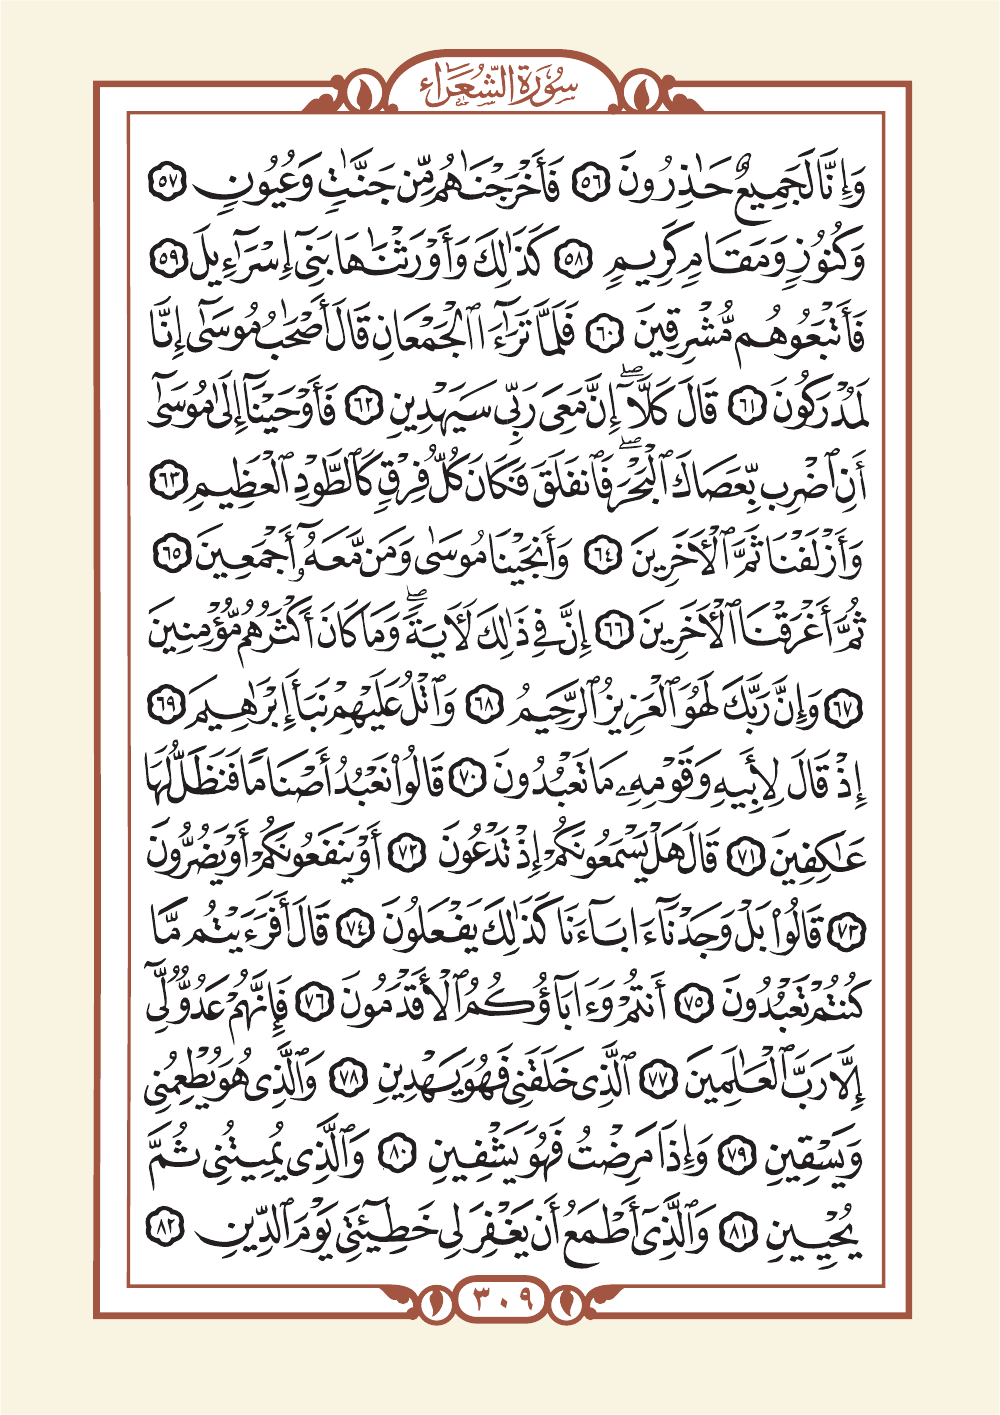 سُورَةُ الشُّعَرَاء
وَإِنَّا لَجَمِيعٌ حَٰذِرُونَ ٥٦ فَأَخْرَجْنَٰهُم مِّن جَنَّٰتٍ وَعُيُونٍ ٥٧
وَكُنُوزٍ وَمَقَامٍ كَرِيمٍ ٥٨ كَذَٰلِكَ وَأَوْرَثْنَٰهَا بَنِىٓ إِسْرَٰٓءِيلَ ٥٩
فَأَتْبَعُوهُم مُّشْرِقِينَ ٦٠ فَلَمَّا تَرَٰٓءَا ٱلْجَمْعَانِ قَالَ أَصْحَٰبُ مُوسَىٰٓ إِنَّا
لَمُدْرَكُونَ ٦١ قَالَ كَلَّآ ۖ إِنَّ مَعِىَ رَبِّى سَيَهْدِينِ ٦٢ فَأَوْحَيْنَآ إِلَىٰ مُوسَىٰٓ
أَنِ ٱضْرِب بِّعَصَاكَ ٱلْبَحْرَ ۖ فَٱنفَلَقَ فَكَانَ كُلُّ فِرْقٍ كَٱلطَّوْدِ ٱلْعَظِيمِ ٦٣
وَأَزْلَفْنَا ثَمَّ ٱلْأَخَرِينَ ٦٤ وَأَنجَيْنَا مُوسَىٰ وَمَن مَّعَهُۥٓ أَجْمَعِينَ ٦٥
ثُمَّ أَغْرَقْنَا ٱلْأَخَرِينَ ٦٦ إِنَّ فِى ذَٰلِكَ لَأٓيَةً ۖ وَمَا كَانَ أَكْثَرُهُم مُّؤْمِنِينَ
٦٧ وَإِنَّ رَبَّكَ لَهُوَ ٱلْعَزِيزُ ٱلرَّحِيمُ ٦٨ وَٱتْلُ عَلَيْهِمْ نَبَأَ إِبْرَٰهِيمَ ٦٩
إِذْ قَالَ لِأَبِيهِ وَقَوْمِهِۦ مَا تَعْبُدُونَ ٧٠ قَالُوا۟ نَعْبُدُ أَصْنَامًا فَنَظَلُّ لَهَا
عَٰكِفِينَ ٧١ قَالَ هَلْ يَسْمَعُونَكُمْ إِذْ تَدْعُونَ ٧٢ أَوْ يَنفَعُونَكُمْ أَوْ يَضُرُّونَ
٧٣ قَالُوا۟ بَلْ وَجَدْنَآ ءَابَآءَنَا كَذَٰلِكَ يَفْعَلُونَ ٧٤ قَالَ أَفَرَءَيْتُم مَّا
كُنتُمْ تَعْبُدُونَ ٧٥ أَنتُمْ وَءَابَآؤُكُمُ ٱلْأَقْدَمُونَ ٧٦ فَإِنَّهُمْ عَدُوٌّ لِّىٓ
إِلَّا رَبَّ ٱلْعَٰلَمِينَ ٧٧ ٱلَّذِى خَلَقَنِى فَهُوَ يَهْدِينِ ٧٨ وَٱلَّذِى هُوَ يُطْعِمُنِى
وَيَسْقِينِ ٧٩ وَإِذَا مَرِضْتُ فَهُوَ يَشْفِينِ ٨٠ وَٱلَّذِى يُمِيتُنِى ثُمَّ
يُحْيِينِ ٨١ وَٱلَّذِىٓ أَطْمَعُ أَن يَغْفِرَ لِى خَطِيٓـَٔتِى يَوْمَ ٱلدِّينِ ٨٢
٣٠٩